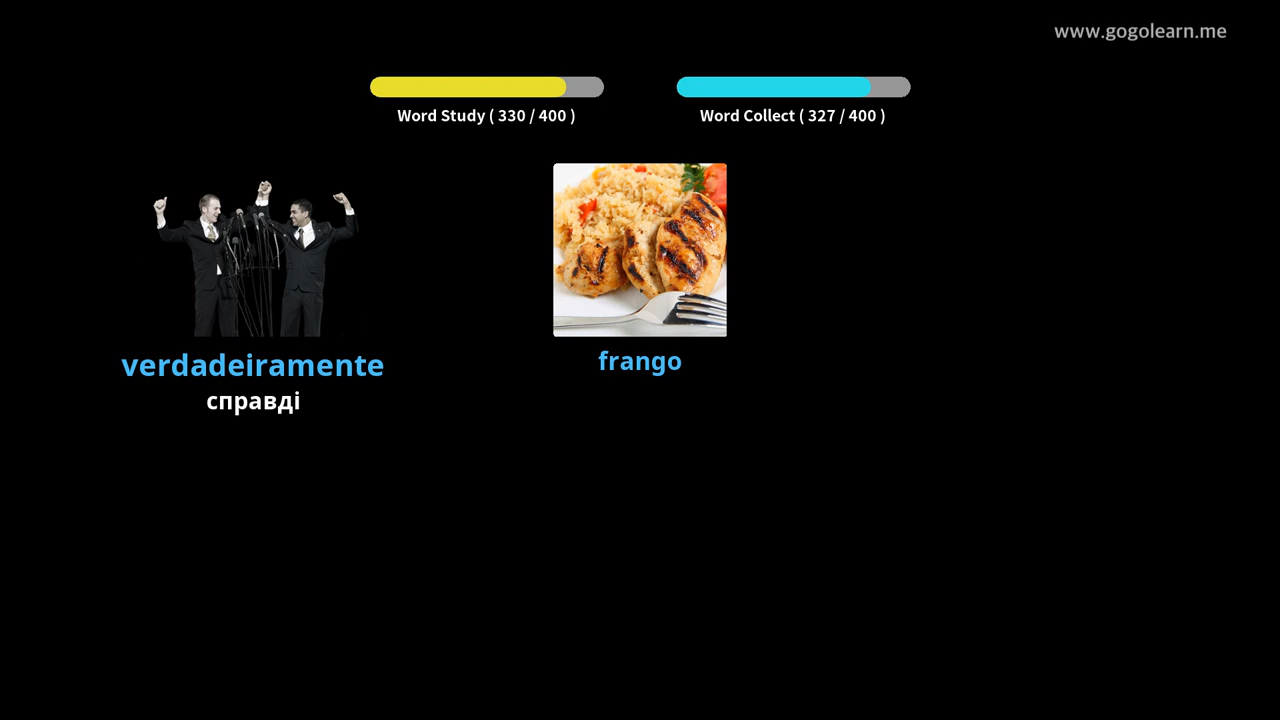 www.gogolearn.me
Word Study ( 330 / 400 )
Word Collect ( 327 / 400 )
verdadeiramente
справді
frango